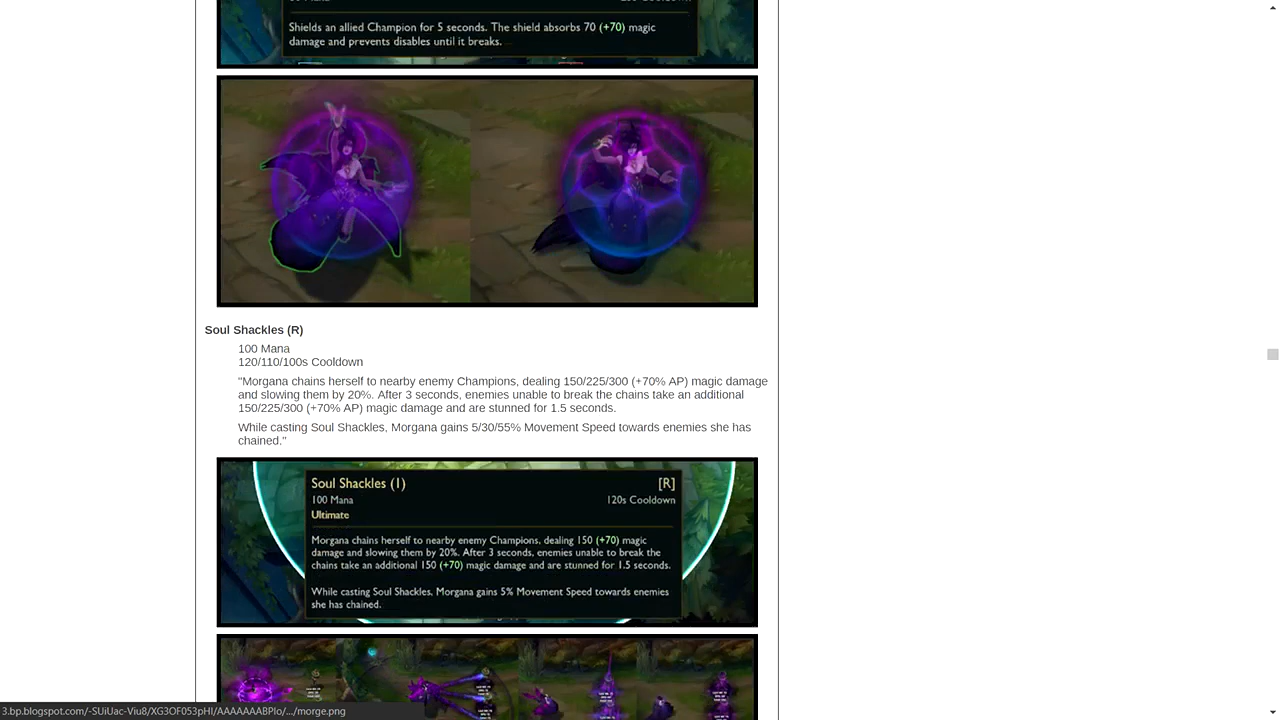 Shields an allied Champion for 5 seconds. The shield absorbs 70 (+70) magic
damage and prevents disables until it breaks.
Soul Shackles (R)
100 Mana
120/110/100s Cooldown
"Morgana chains herself to nearby enemy Champions, dealing 150/225/300 (+70% AP) magic damage
and slowing them by 20%. After 3 seconds, enemies unable to break the chains take an additional
150/225/300 (+70% AP) magic damage and are stunned for 1.5 seconds.
While casting Soul Shackles, Morgana gains 5/30/55% Movement Speed towards enemies she has
chained."
Soul Shackles (1) [R]
100 Mana 120s Cooldown
Ultimate
Morgana chains herself to nearby enemy Champions, dealing 150 (+70) magic
damage and slowing them by 20%. After 3 seconds, enemies unable to break the
chains take an additional 150 (+70) magic damage and are stunned for 1.5 seconds.
While casting Soul Shackles, Morgana gains 5% Movement Speed towards enemies
she has chained.
3.bp.blogspot.com/-SUiUac-Viu8/XG3OF053pHI/AAAAAAABPIo/.../morge.png